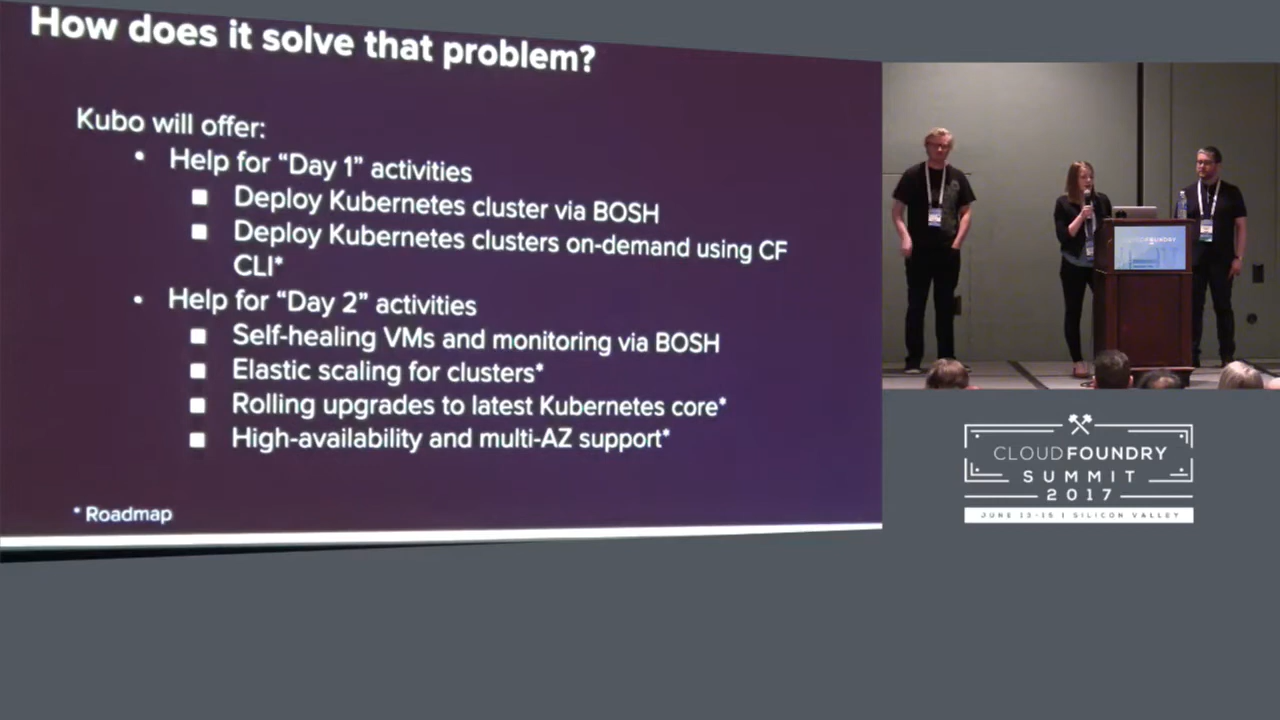 How does it solve that problem?
Kubo will offer:
• Help for “Day 1” activities
■ Deploy Kubernetes cluster via BOSH
■ Deploy Kubernetes clusters on-demand using CF
CLI*
• Help for “Day 2” activities
■ Self-healing VMs and monitoring via BOSH
■ Elastic scaling for clusters*
■ Rolling upgrades to latest Kubernetes core*
■ High-availability and multi-AZ support*
* Roadmap
CLOUD FOUNDRY
SUMMIT
2017
JUNE 13-15 | SILICON VALLEY